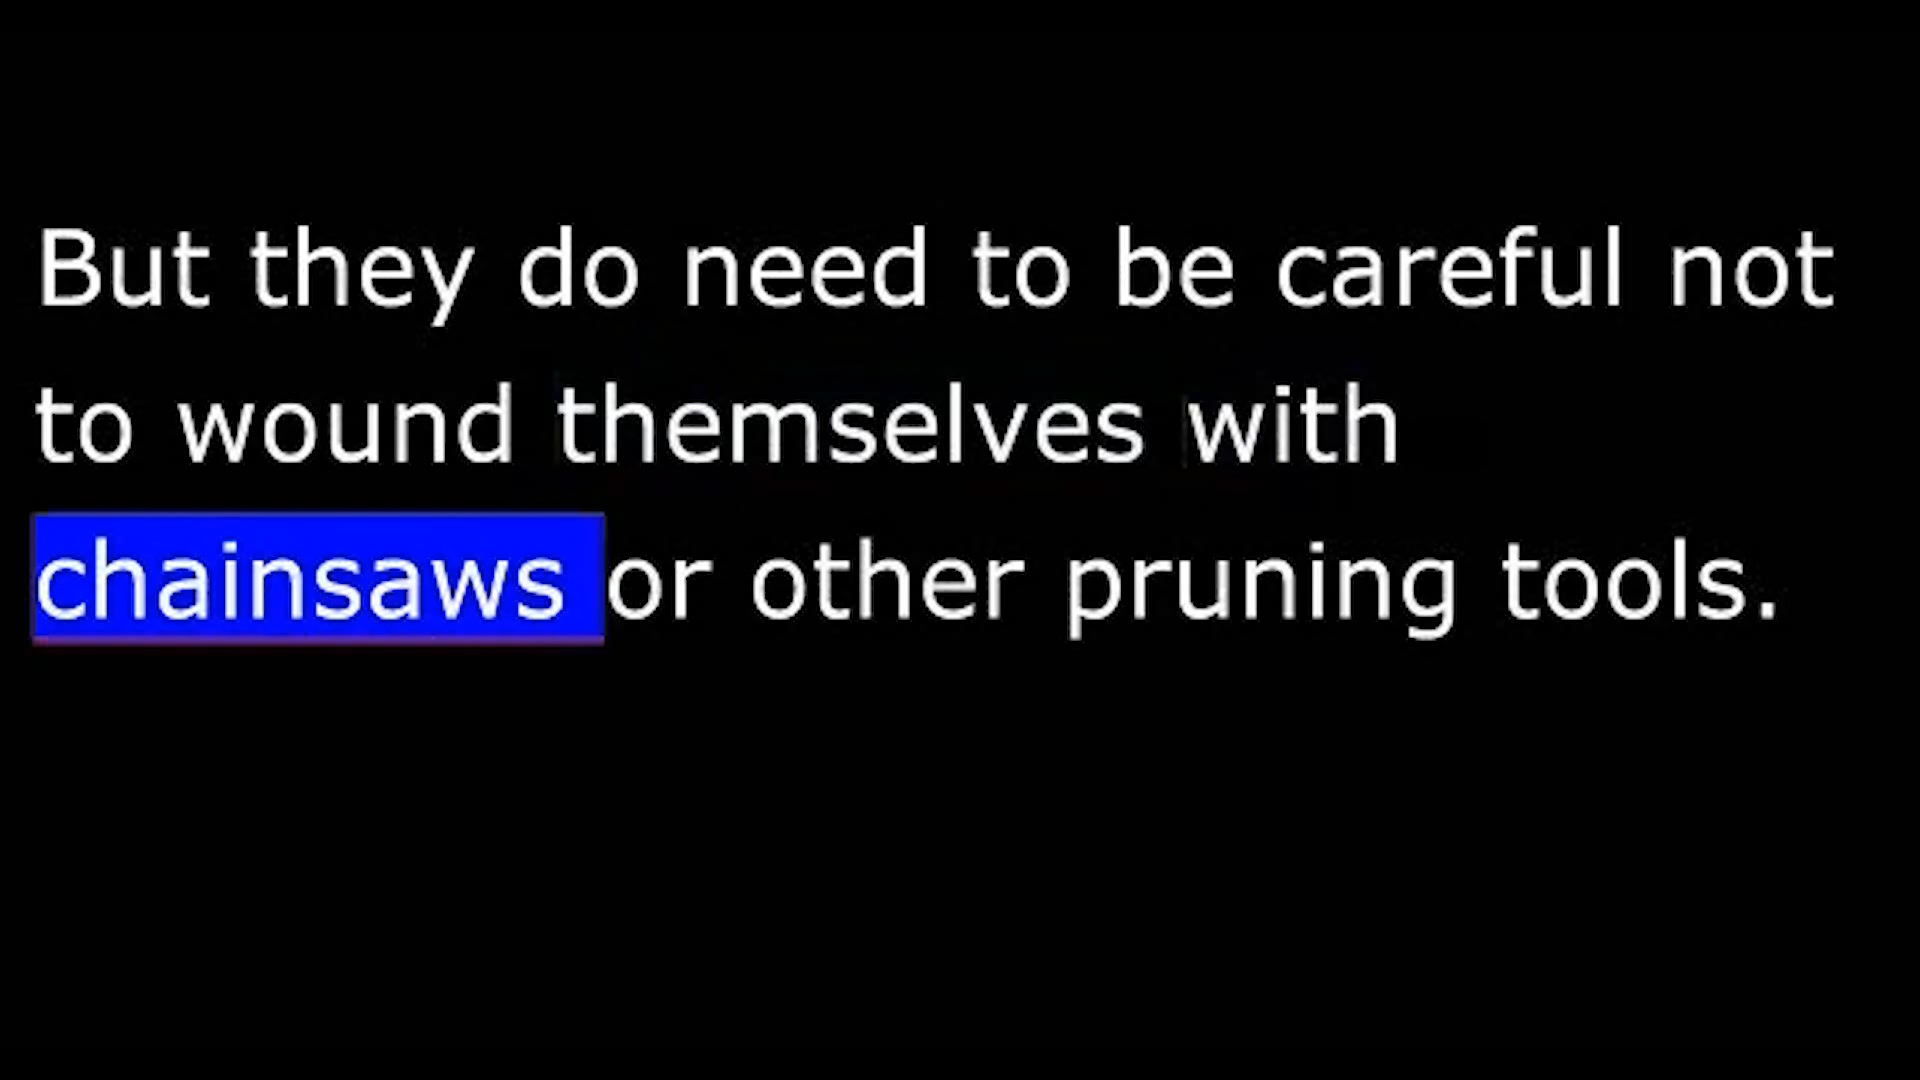 But they do need to be careful not
to wound themselves with
chainsaws or other pruning tools.